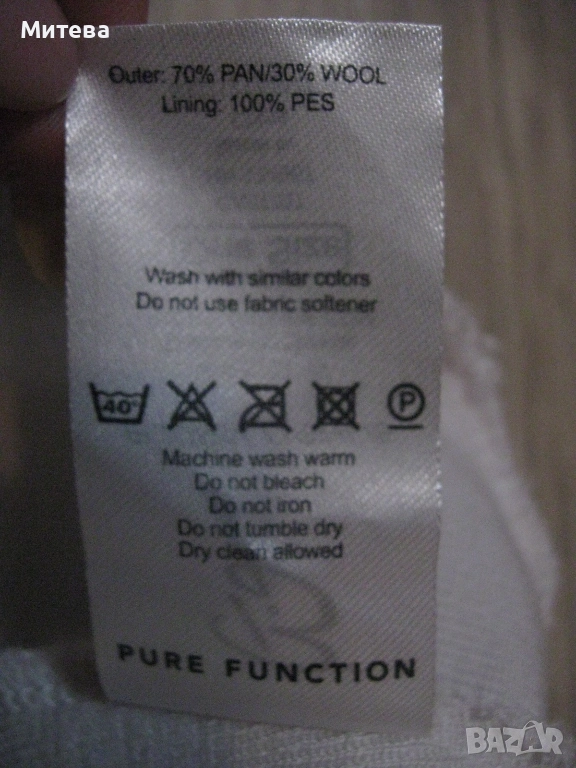 Митева
Outer: 70% PAN/30% WOOL
Lining: 100% PES
Wash with similar colors
Do not use fabric softener
40°
P
Machine wash warm
Do not bleach
Do not iron
Do not tumble dry
Dry clean allowed
PURE FUNCTION
BAZAR